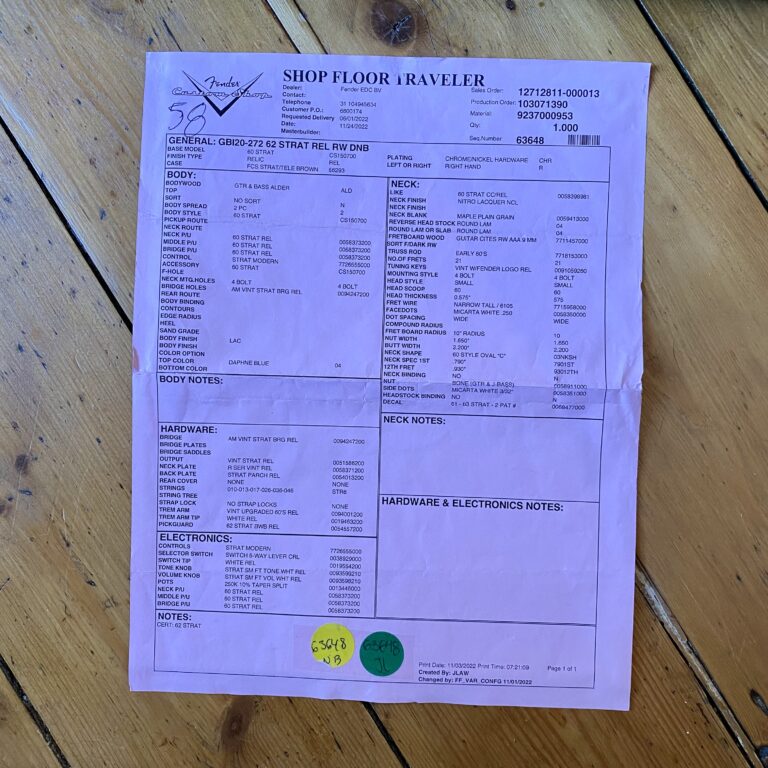 Fender
Custom Shop
58
SHOP FLOOR TRAVELER
Dealer: Fender EDC BV
Contact:
Telephone 31 104945634
Customer P.O.: 6600174
Requested Delivery 06/01/2022
Date: 11/24/2022
Masterbuilder:
Sales Order: 12712811-000013
Production Order: 103071390
Material: 9237000953
Qty: 1.000
Seq.Number 63648
GENERAL: GBI20-272 62 STRAT REL RW DNB
BASE MODEL 60 STRAT CS150700
FINISH TYPE RELIC REL
CASE FCS STRAT/TELE BROWN 66293
PLATING CHROME/NICKEL HARDWARE CHR
LEFT OR RIGHT RIGHT HAND R
BODY:
BODYWOOD GTR & BASS ALDER ALD
TOP
SORT NO SORT N
BODY SPREAD 2 PC 2
BODY STYLE 60 STRAT CS150700
PICKUP ROUTE
NECK ROUTE
NECK P/U 60 STRAT REL 0058373200
MIDDLE P/U 60 STRAT REL 0058373200
BRIDGE P/U 60 STRAT REL 0058373200
CONTROL STRAT MODERN 7726555000
ACCESSORY 60 STRAT CS150700
F-HOLE
NECK MTG.HOLES 4 BOLT 4 BOLT
BRIDGE HOLES AM VINT STRAT BRG REL 0094247200
REAR ROUTE
BODY BINDING
CONTOURS
EDGE RADIUS
HEEL
SAND GRADE
BODY FINISH LAC
BODY FINISH
COLOR OPTION
TOP COLOR DAPHNE BLUE 04
BOTTOM COLOR
BODY NOTES:
HARDWARE:
BRIDGE AM VINT STRAT BRG REL 0094247200
BRIDGE PLATES
BRIDGE SADDLES
OUTPUT VINT STRAT REL 0051586200
NECK PLATE R SER VINT REL 0058371200
BACK PLATE STRAT PARCH REL 0054013200
REAR COVER NONE NONE
STRINGS 010-013-017-026-036-046 STR6
STRING TREE
STRAP LOCK NO STRAP LOCKS NONE
TREM ARM VINT UPGRADED 60'S REL 0094001200
TREM ARM TIP WHITE REL 0019463200
PICKGUARD 62 STRAT BWB REL 0054557200
ELECTRONICS:
CONTROLS STRAT MODERN 7726555000
SELECTOR SWITCH SWITCH 5-WAY LEVER CRL 0038929000
SWITCH TIP WHITE REL 0019594200
TONE KNOB STRAT SM FT TONE WHT REL 0093599210
VOLUME KNOB STRAT SM FT VOL WHT REL 0093598210
POTS 250K 10% TAPER SPLIT 0013446000
NECK P/U 60 STRAT REL 0058373200
MIDDLE P/U 60 STRAT REL 0058373200
BRIDGE P/U 60 STRAT REL 0058373200
NECK:
LIKE 60 STRAT CC/REL 0058398981
NECK FINISH NITRO LACQUER NCL
NECK FINISH
NECK BLANK MAPLE PLAIN GRAIN 0059413000
REVERSE HEAD STOCK ROUND LAM 04
ROUND LAM OR SLAB ROUND LAM 04
FRETBOARD WOOD GUITAR CITES RW AAA.9 MM 7711457000
SORT F/DARK RW
TRUSS ROD EARLY 60'S 7718153000
NO.OF FRETS 21 21
TUNING KEYS VINT W/FENDER LOGO REL 0091059280
MOUNTING STYLE 4 BOLT 4 BOLT
HEAD STYLE SMALL SMALL
HEAD SCOOP 60 60
HEAD THICKNESS 0.575" 575
FRET WIRE NARROW TALL / 6105 7715958000
FACEDOTS MICARTA WHITE .250 0058350000
DOT SPACING WIDE WIDE
COMPOUND RADIUS
FRET BOARD RADIUS 10" RADIUS 10
NUT WIDTH 1.650" 1.650
BUTT WIDTH 2.200" 2.200
NECK SHAPE 60 STYLE OVAL "C" 03NKSH
NECK SPEC 1ST .790" 7901ST
12TH FRET .930" 93012TH
NECK BINDING NO N
NUT BONE (GTR & J-BASS) 0058911000
SIDE DOTS MICARTA WHITE 3/32" 0058351000
HEADSTOCK BINDING NO N
DECAL: 61 - 63 STRAT - 2 PAT # 0059477000
NECK NOTES:
HARDWARE & ELECTRONICS NOTES:
NOTES:
CERT: 62 STRAT
63648
NB
63648
JL
Print Date: 11/03/2022 Print Time: 07:21:09 Page 1 of 1
Created By: JLAW
Changed by: FF_VAR_CONFG 11/01/2022